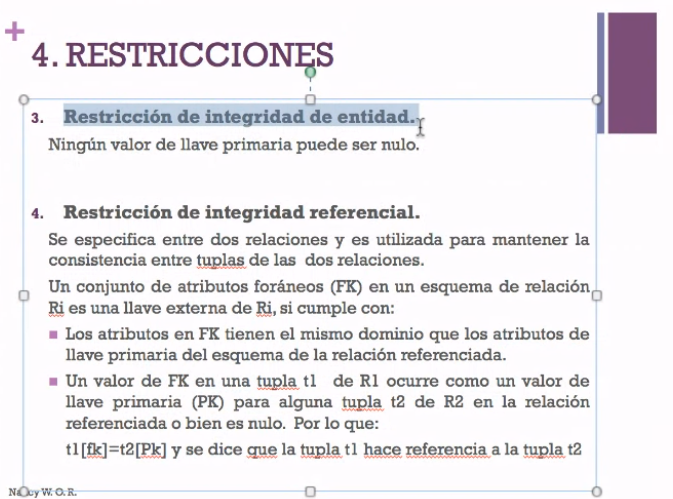 +
4. RESTRICCIONES
3. Restricción de integridad de entidad.
Ningún valor de llave primaria puede ser nulo.
4. Restricción de integridad referencial.
Se especifica entre dos relaciones y es utilizada para mantener la
consistencia entre tuplas de las dos relaciones.
Un conjunto de atributos foráneos (FK) en un esquema de relación
Ri es una llave externa de Ri, si cumple con:
Los atributos en FK tienen el mismo dominio que los atributos de
llave primaria del esquema de la relación referenciada.
Un valor de FK en una tupla t1 de R1 ocurre como un valor de
llave primaria (PK) para alguna tupla t2 de R2 en la relación
referenciada o bien es nulo. Por lo que:
t1[fk]=t2[Pk] y se dice que la tupla t1 hace referencia a la tupla t2
W. O. R.